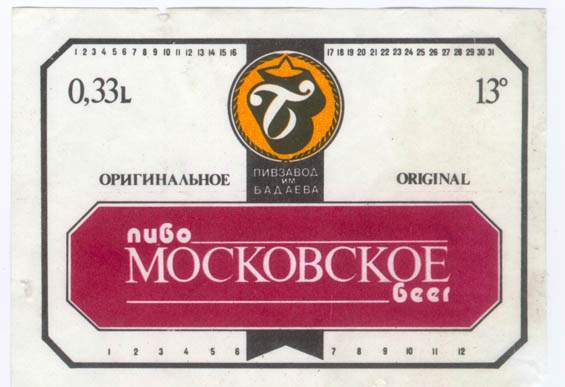 1 2 3 4 5 6 7 8 9 10 11 12 13 14 15 16 17 18 19 20 21 22 23 24 25 26 27 28 29 30 31
0,33L 13°
Б
ПИВЗАВОД
ИМ
БАДАЕВА
ОРИГИНАЛЬНОЕ ORIGINAL
пиво
МОСКОВСКОЕ
beer
1 2 3 4 5 6 7 8 9 10 11 12